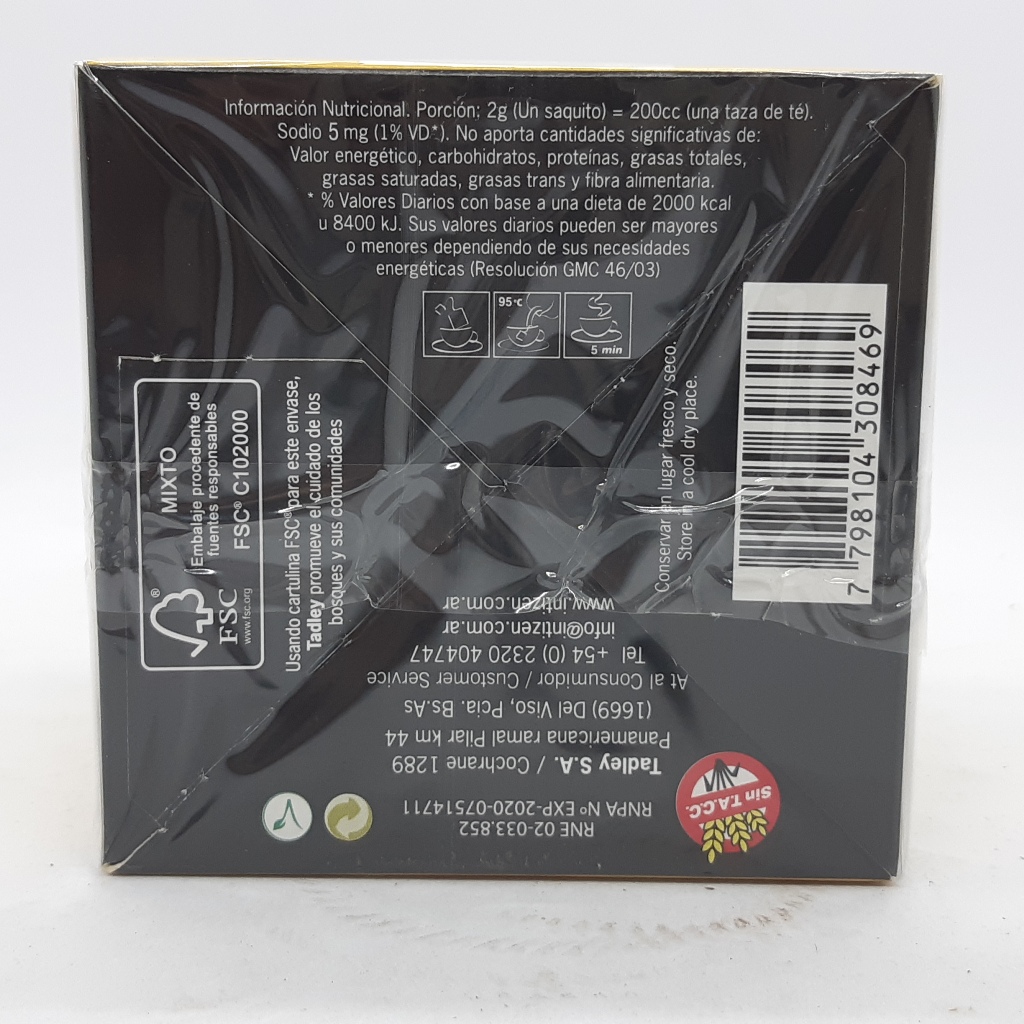 Información Nutricional. Porción: 2g (Un saquito) = 200cc (una taza de té).
Sodio 5 mg (1% VD*). No aporta cantidades significativas de:
Valor energético, carbohidratos, proteínas, grasas totales,
grasas saturadas, grasas trans y fibra alimentaria.
* % Valores Diarios con base a una dieta de 2000 kcal
u 8400 kJ. Sus valores diarios pueden ser mayores
o menores dependiendo de sus necesidades
energéticas (Resolución GMC 46/03)
95°C
5 min
MIXTO
Embalaje procedente de
fuentes responsables
FSC® C102000
®
FSC
www.fsc.org
Usando cartulina FSC® para este envase,
Tadley promueve el cuidado de los
bosques y sus comunidades
Conservar en lugar fresco y seco.
Store in a cool dry place.
7 798104 308469
RNE 02-033.852
RNPA Nº EXP-2020-07514711
Tadley S.A. / Cochrane 1289
Panamericana ramal Pilar km 44
(1669) Del Viso, Pcia. Bs.As
At al Consumidor / Customer Service
Tel +54 (0) 2320 404747
info@intizen.com.ar
www.intizen.com.ar
Sin T.A.C.C.